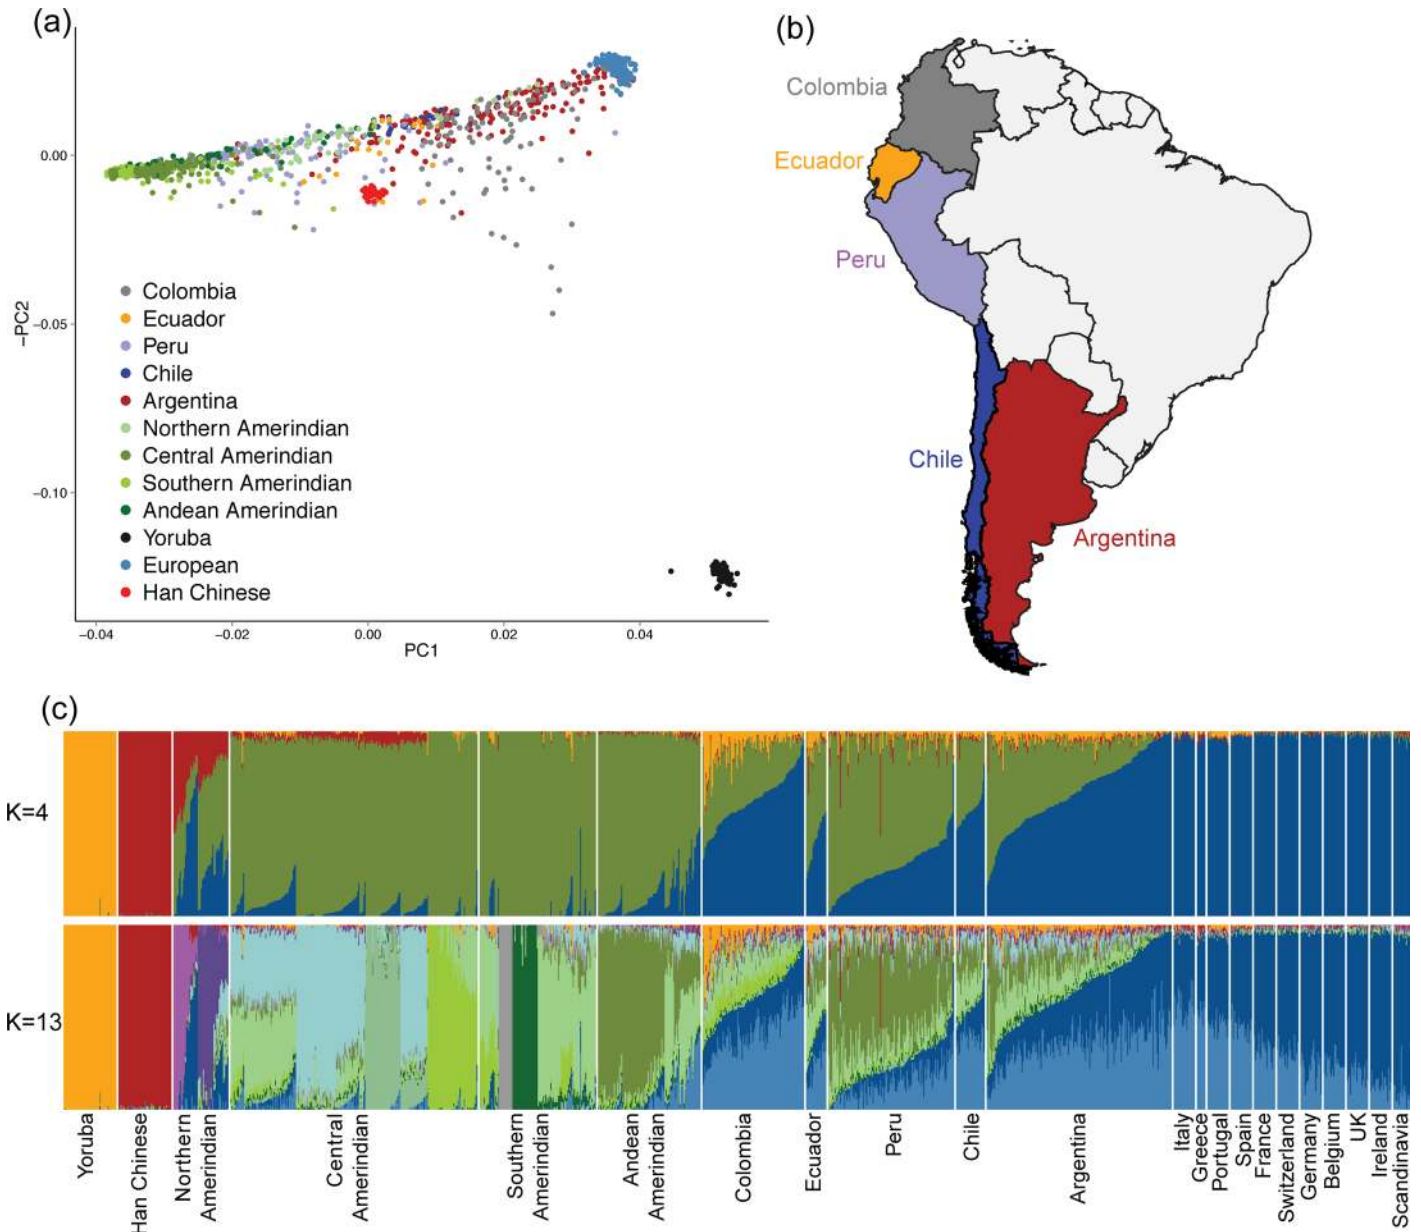 (a)
0.00
−0.05
−0.10
−PC2
Colombia
Ecuador
Peru
Chile
Argentina
Northern Amerindian
Central Amerindian
Southern Amerindian
Andean Amerindian
Yoruba
European
Han Chinese
−0.04
−0.02
0.00
0.02
0.04
PC1
(b)
Colombia
Ecuador
Peru
Chile
Argentina
(c)
K=4
K=13
Yoruba
Han Chinese
Northern
Amerindian
Central
Amerindian
Southern
Amerindian
Andean
Amerindian
Colombia
Ecuador
Peru
Chile
Argentina
Italy
Greece
Portugal
Spain
France
Switzerland
Germany
Belgium
UK
Ireland
Scandinavia